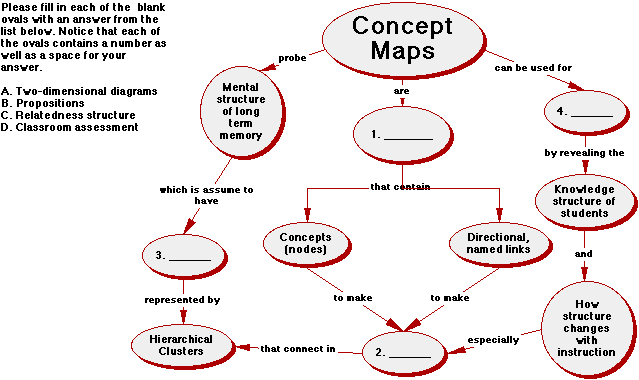 Please fill in each of the blank
ovals with an answer from the
list below. Notice that each of
the ovals contains a number as
well as a space for your
answer.
A. Two-dimensional diagrams
B. Propositions
C. Relatedness structure
D. Classroom assessment
Concept
Maps
probe
are
can be used for
Mental
structure
of long
term
memory
1. ______
4. ______
by revealing the
which is assume to
have
that contain
Knowledge
structure of
students
3. ______
Concepts
(nodes)
Directional,
named links
and
represented by
to make
to make
How
structure
changes
with
instruction
Hierarchical
Clusters
that connect in
2. ______
especially